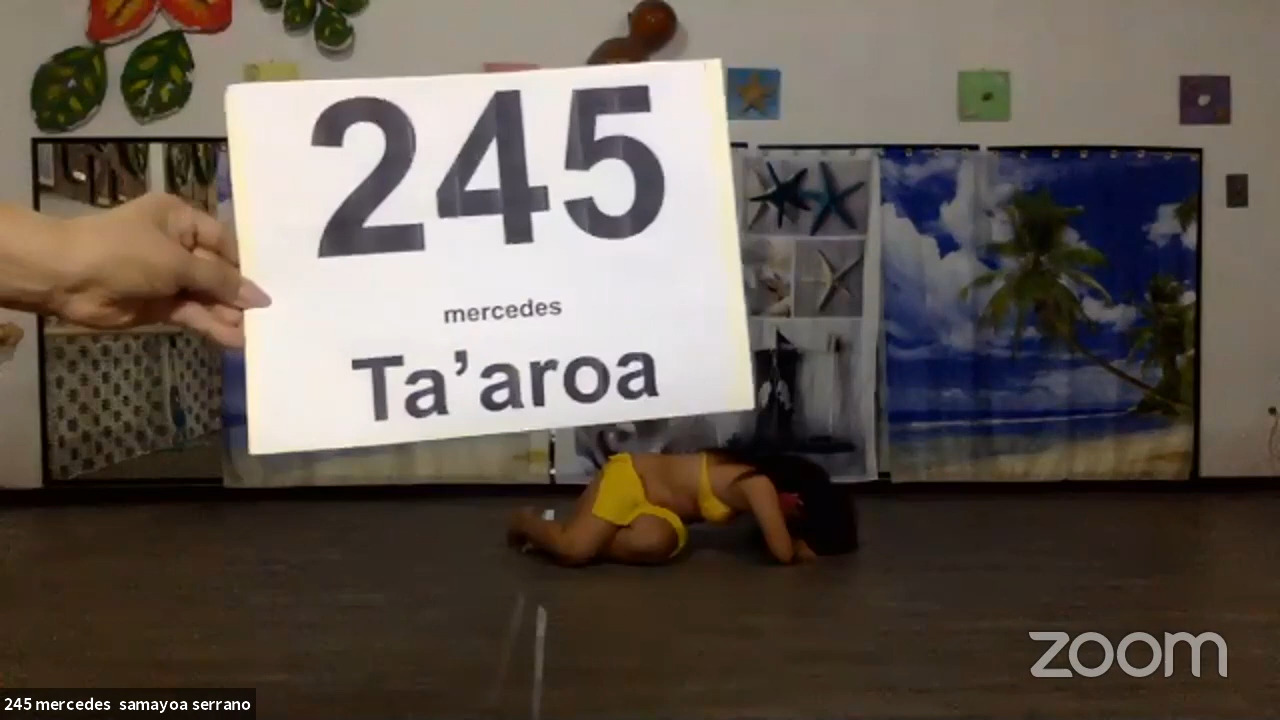 245
mercedes
Ta’aroa
zoom
245 mercedes samayoa serrano